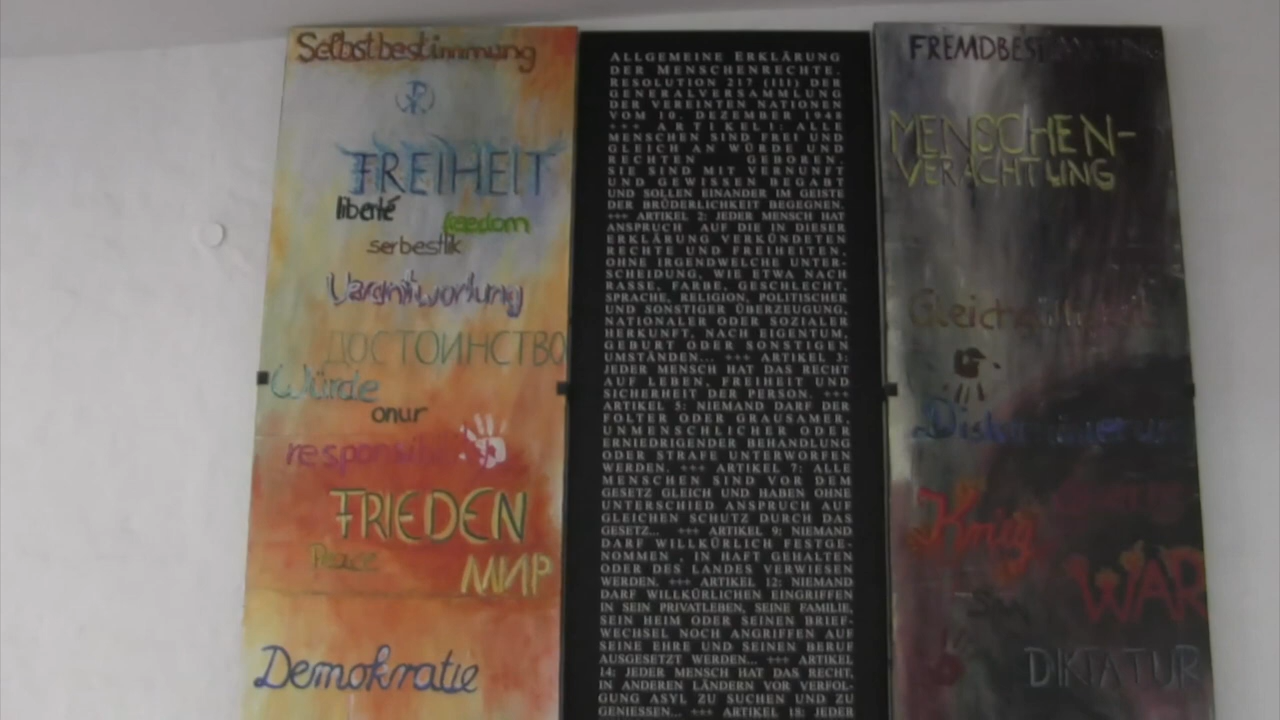 Selbstbestimmung
FREIHEIT
liberté
freedom
serbestlik
Verantwortung
ДОСТОИНСТВО
Würde
onur
FRIEDEN
Peace
МИР
Demokratie
ALLGEMEINE ERKLÄRUNG
DER MENSCHENRECHTE.
RESOLUTION 217 (III) DER
GENERALVERSAMMLUNG
DER VEREINTEN NATIONEN
VOM 10. DEZEMBER 1948
+++ ARTIKEL 1: ALLE
MENSCHEN SIND FREI UND
GLEICH AN WÜRDE UND
RECHTEN GEBOREN.
SIE SIND MIT VERNUNFT
UND GEWISSEN BEGABT
UND SOLLEN EINANDER IM GEISTE
DER BRÜDERLICHKEIT BEGEGNEN.
+++ ARTIKEL 2: JEDER MENSCH HAT
ANSPRUCH AUF DIE IN DIESER
ERKLÄRUNG VERKÜNDETEN
RECHTE UND FREIHEITEN,
OHNE IRGENDWELCHE UNTER-
SCHEIDUNG, WIE ETWA NACH
RASSE, FARBE, GESCHLECHT,
SPRACHE, RELIGION, POLITISCHER
UND SONSTIGER ÜBERZEUGUNG,
NATIONALER ODER SOZIALER
HERKUNFT, NACH EIGENTUM,
GEBURT ODER SONSTIGEN
UMSTÄNDEN... +++ ARTIKEL 3:
JEDER MENSCH HAT DAS RECHT
AUF LEBEN, FREIHEIT UND
SICHERHEIT DER PERSON. +++
ARTIKEL 5: NIEMAND DARF DER
FOLTER ODER GRAUSAMER,
UNMENSCHLICHER ODER
ERNIEDRIGENDER BEHANDLUNG
ODER STRAFE UNTERWORFEN
WERDEN. +++ ARTIKEL 7: ALLE
MENSCHEN SIND VOR DEM
GESETZ GLEICH UND HABEN OHNE
UNTERSCHIED ANSPRUCH AUF
GLEICHEN SCHUTZ DURCH DAS
GESETZ... +++ ARTIKEL 9: NIEMAND
DARF WILLKÜRLICH FESTGE-
NOMMEN, IN HAFT GEHALTEN
ODER DES LANDES VERWIESEN
WERDEN. +++ ARTIKEL 12: NIEMAND
DARF WILLKÜRLICHEN EINGRIFFEN
IN SEIN PRIVATLEBEN, SEINE FAMILIE,
SEIN HEIM ODER SEINEN BRIEF-
WECHSEL NOCH ANGRIFFEN AUF
SEINE EHRE UND SEINEN BERUF
AUSGESETZT WERDEN... +++ ARTIKEL
14: JEDER MENSCH HAT DAS RECHT,
IN ANDEREN LÄNDERN VOR VERFOL-
GUNG ASYL ZU SUCHEN UND ZU
GENIESSEN... +++ ARTIKEL 18: JEDER
FREMDBESTIMMUNG
MENSCHEN-
VERACHTUNG
Gleichgültigkeit
Diskriminierung
Krieg
WAR
DIKTATUR